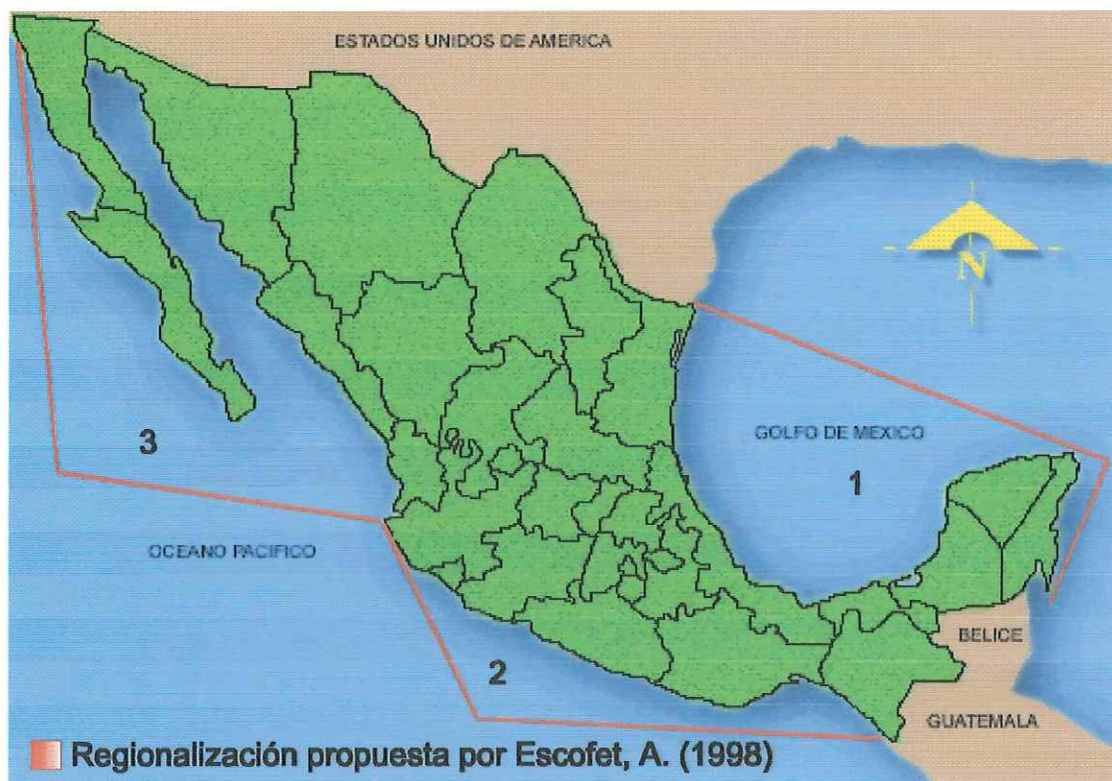 ESTADOS UNIDOS DE AMERICA
N
3
GOLFO DE MEXICO
1
OCEANO PACIFICO
BELICE
2
GUATEMALA
Regionalización propuesta por Escofet, A. (1998)